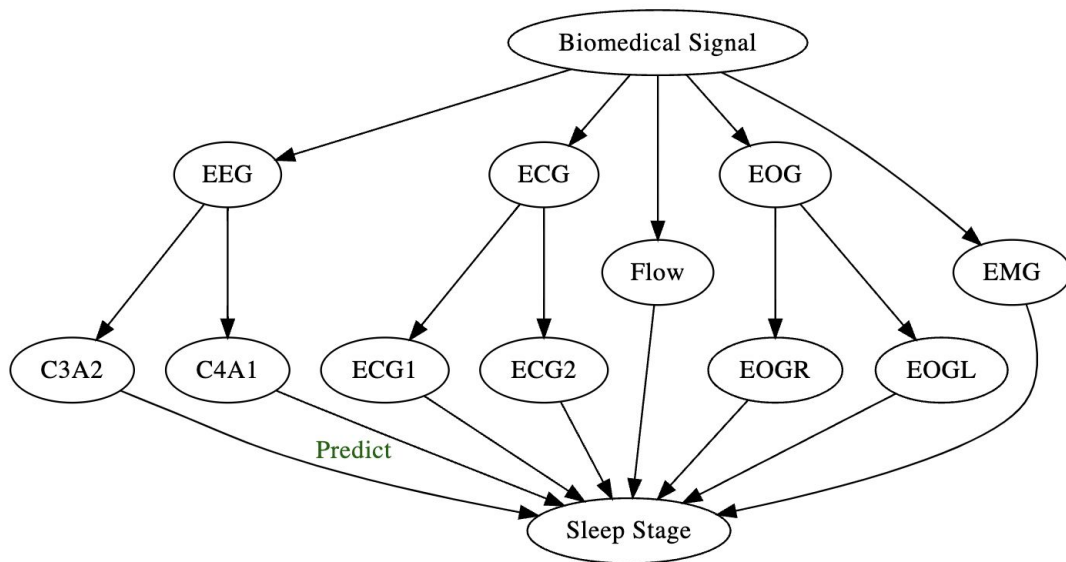 Biomedical Signal
EEG
ECG
EOG
Flow
EMG
C3A2
C4A1
ECG1
ECG2
EOGR
EOGL
Predict
Sleep Stage